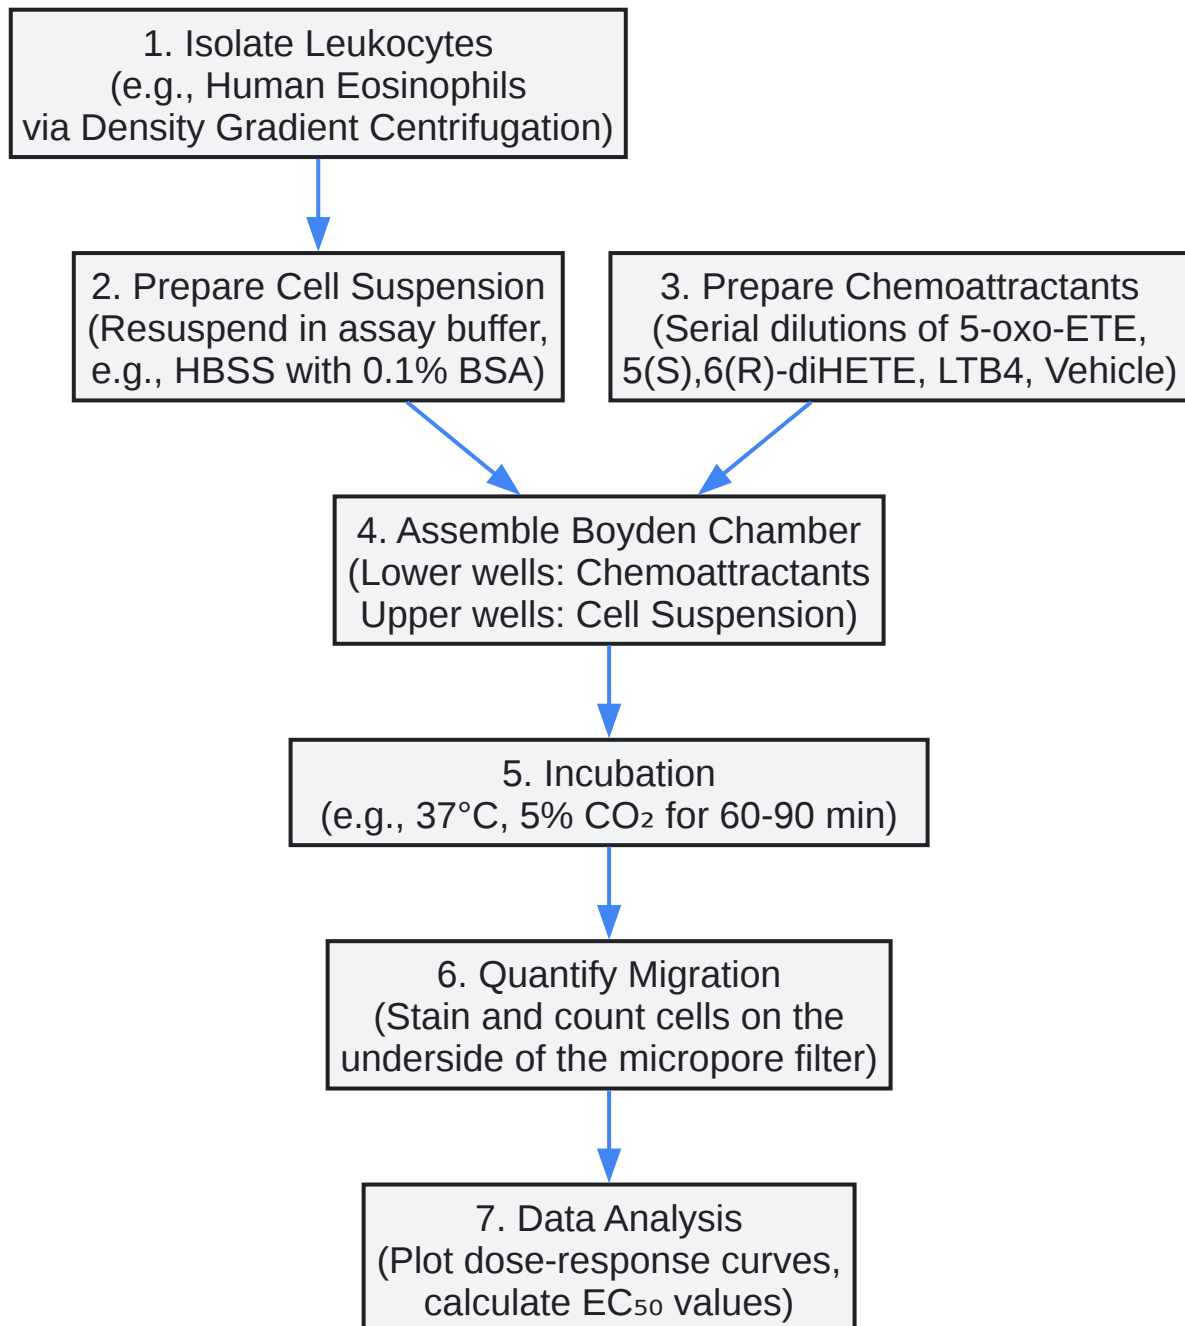 1. Isolate Leukocytes
(e.g., Human Eosinophils
via Density Gradient Centrifugation)
2. Prepare Cell Suspension
(Resuspend in assay buffer,
e.g., HBSS with 0.1% BSA)
3. Prepare Chemoattractants
(Serial dilutions of 5-oxo-ETE,
5(S),6(R)-diHETE, LTB4, Vehicle)
4. Assemble Boyden Chamber
(Lower wells: Chemoattractants
Upper wells: Cell Suspension)
5. Incubation
(e.g., 37°C, 5% CO₂ for 60-90 min)
6. Quantify Migration
(Stain and count cells on the
underside of the micropore filter)
7. Data Analysis
(Plot dose-response curves,
calculate EC₅₀ values)